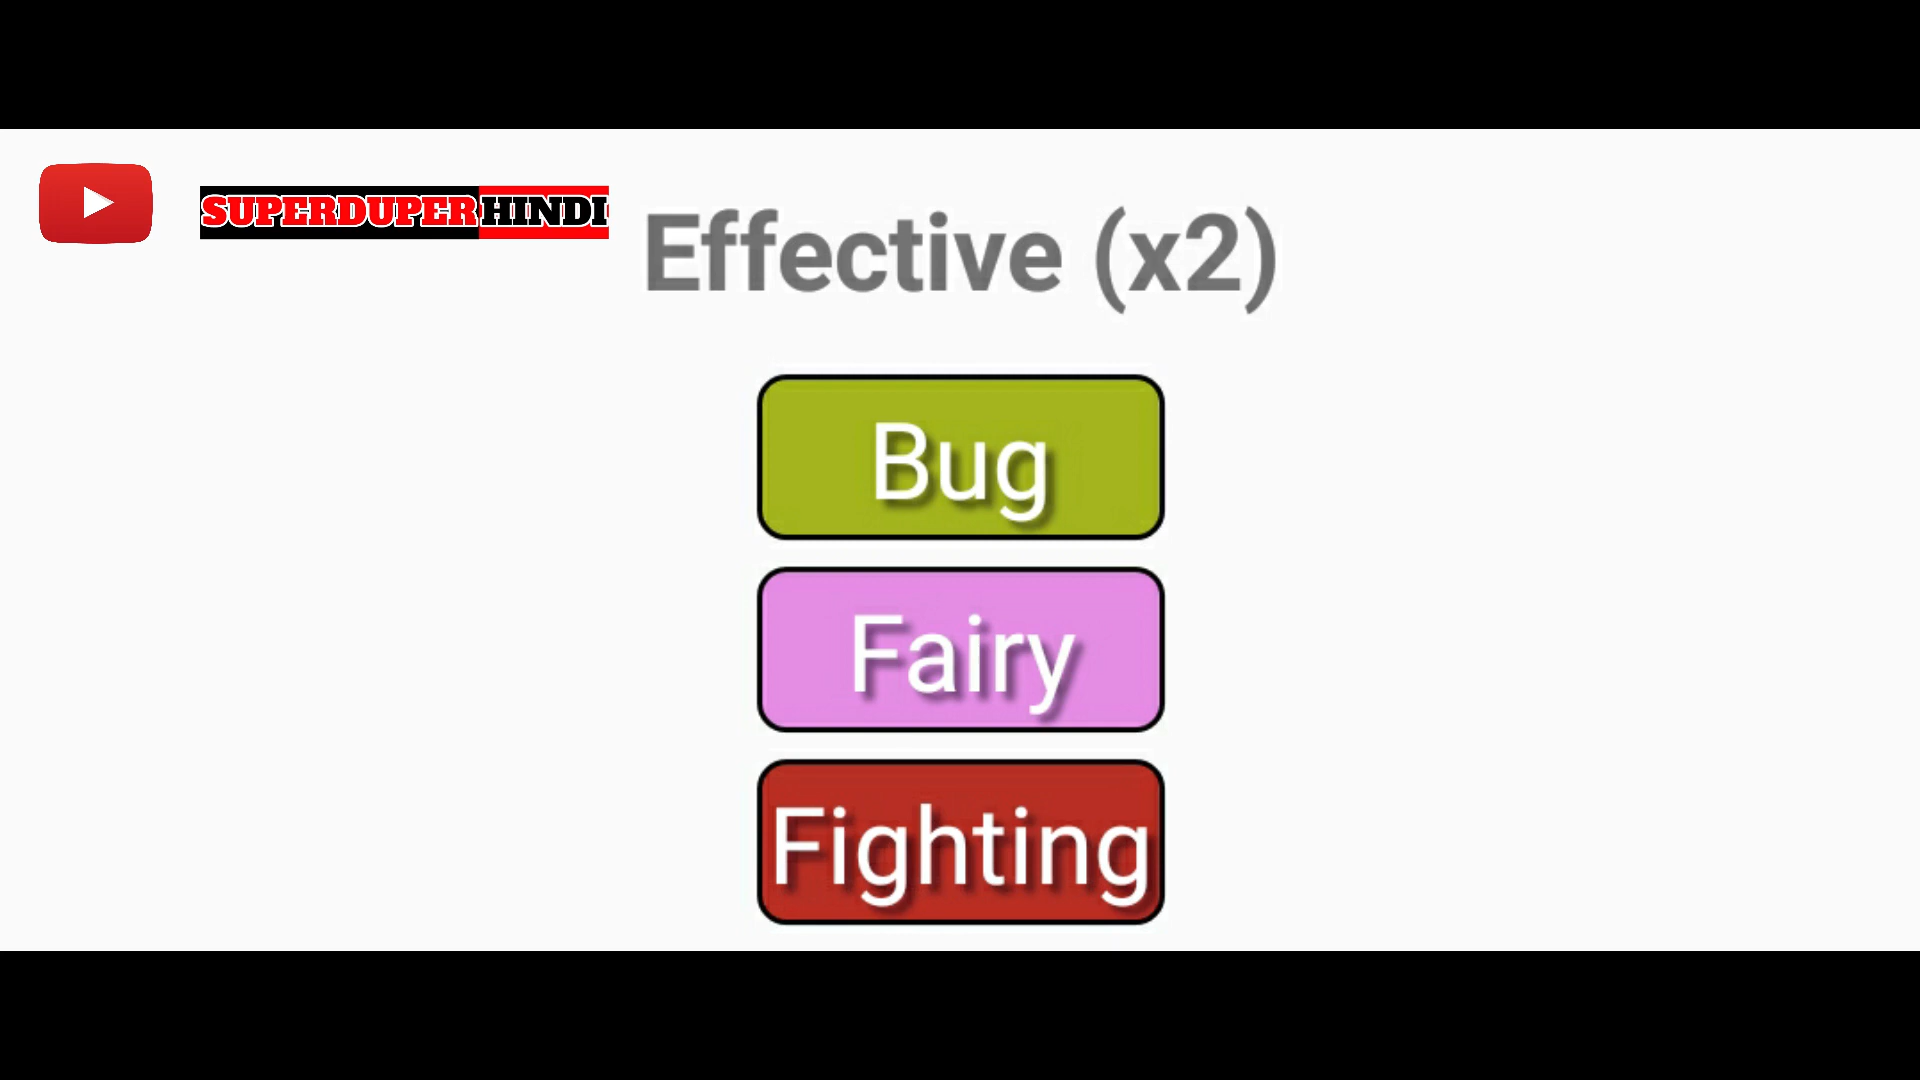 SUPERDUPERHINDI
Effective (x2)
Bug
Fairy
Fighting